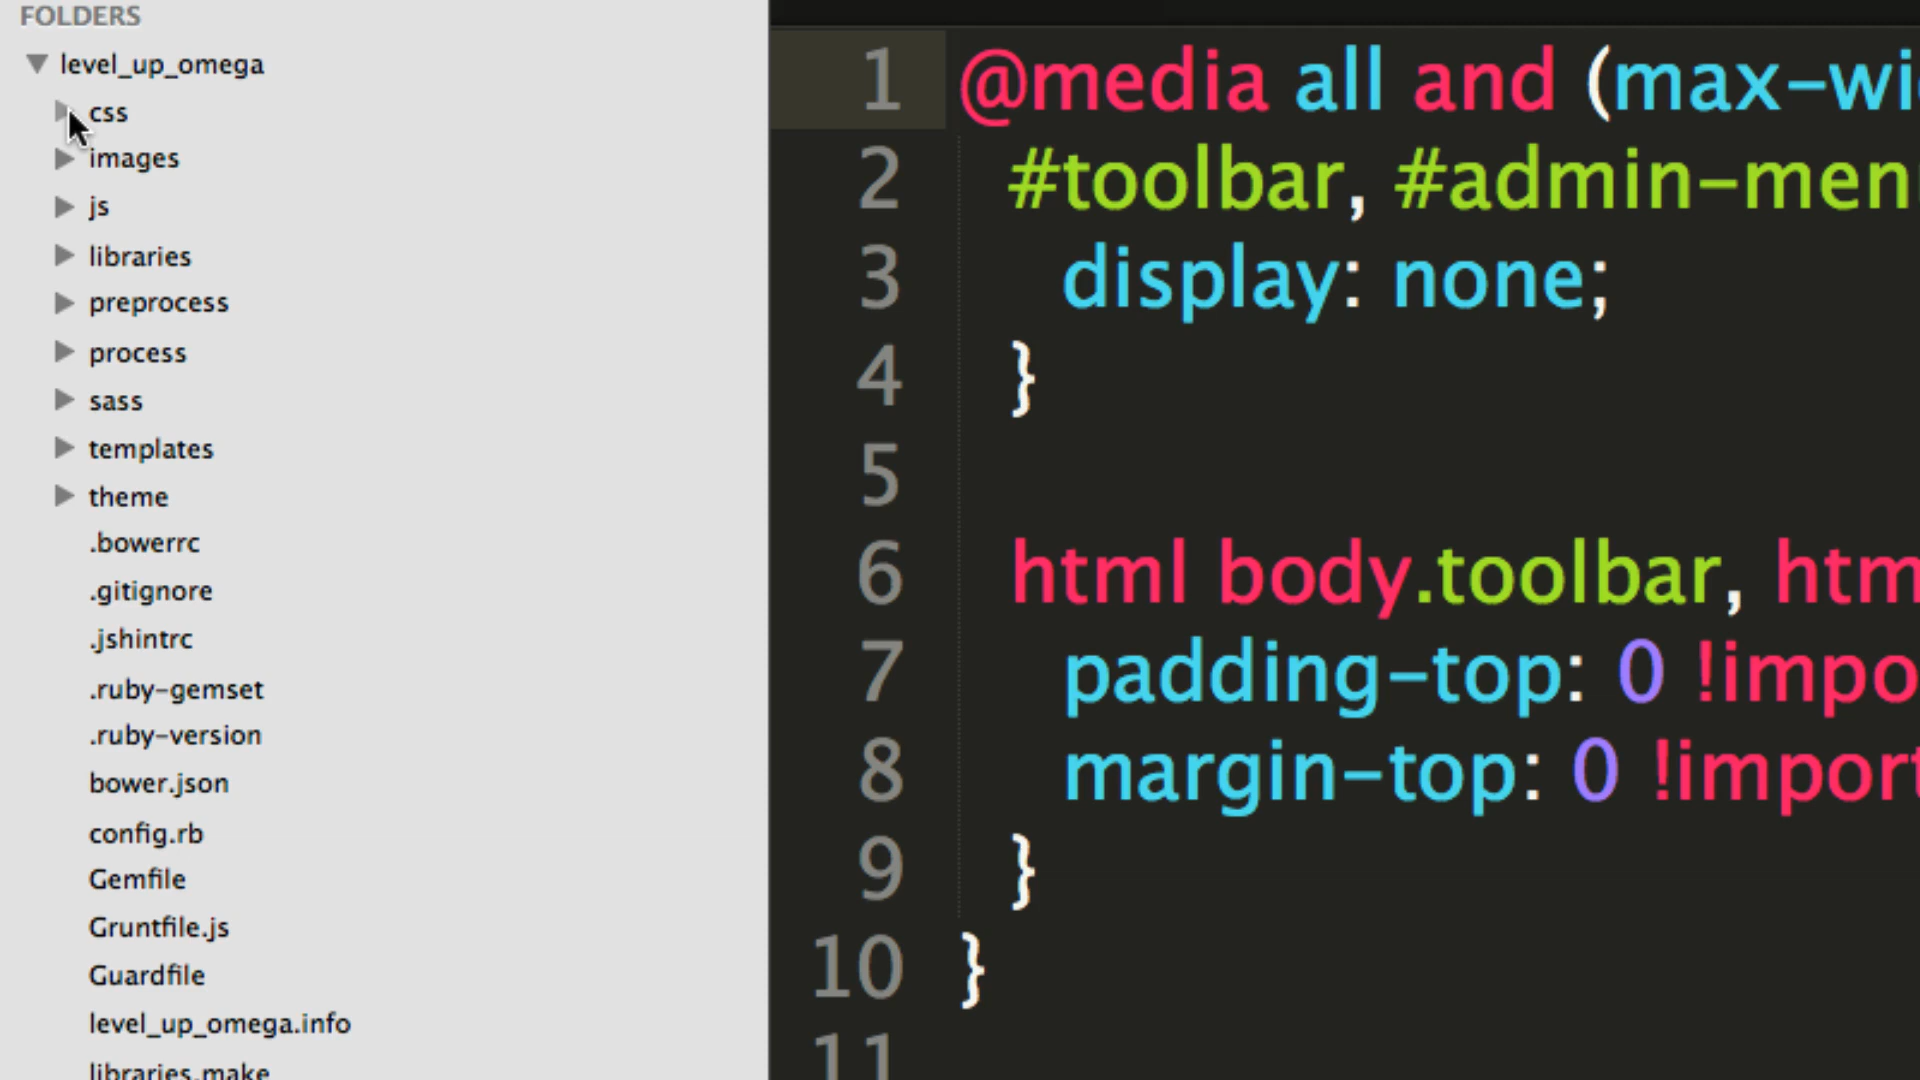 FOLDERS
level_up_omega
css
images
js
libraries
preprocess
process
sass
templates
theme
.bowerrc
.gitignore
.jshintrc
.ruby-gemset
.ruby-version
bower.json
config.rb
Gemfile
Gruntfile.js
Guardfile
level_up_omega.info
libraries.make
1 @media all and (max-wi
2 #toolbar, #admin-men
3 display: none;
4 }
5
6 html body.toolbar, htm
7 padding-top: 0 !impo
8 margin-top: 0 !import
9 }
10 }
11